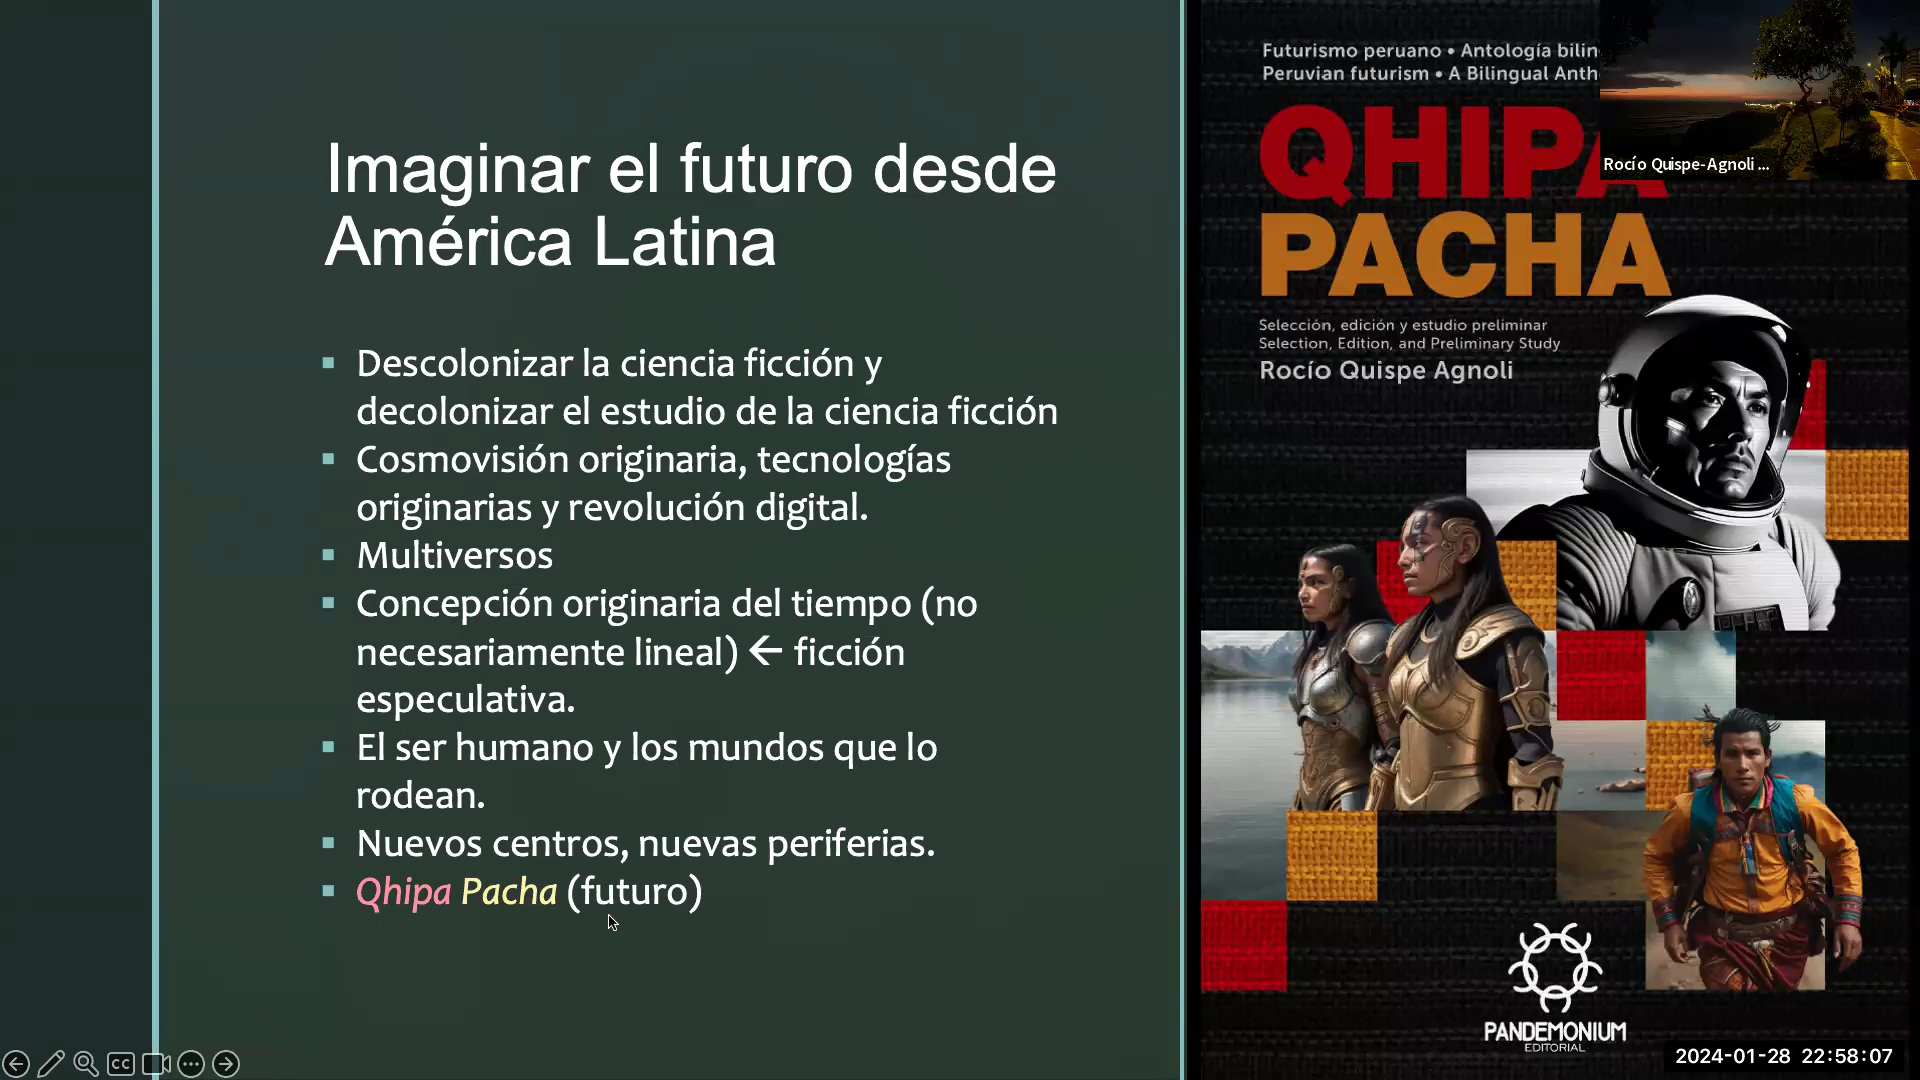 Imaginar el futuro desde
América Latina
▪ Descolonizar la ciencia ficción y
decolonizar el estudio de la ciencia ficción
▪ Cosmovisión originaria, tecnologías
originarias y revolución digital.
▪ Multiversos
▪ Concepción originaria del tiempo (no
necesariamente lineal) ← ficción
especulativa.
▪ El ser humano y los mundos que lo
rodean.
▪ Nuevos centros, nuevas periferias.
▪ Qhipa Pacha (futuro)
CC
Futurismo peruano • Antología bilin
Peruvian futurism • A Bilingual Anth
QHIPA
PACHA
Selección, edición y estudio preliminar
Selection, Edition, and Preliminary Study
Rocío Quispe Agnoli
Rocío Quispe-Agnoli ...
PANDEMONIUM
EDITORIAL
2024-01-28 22:58:07